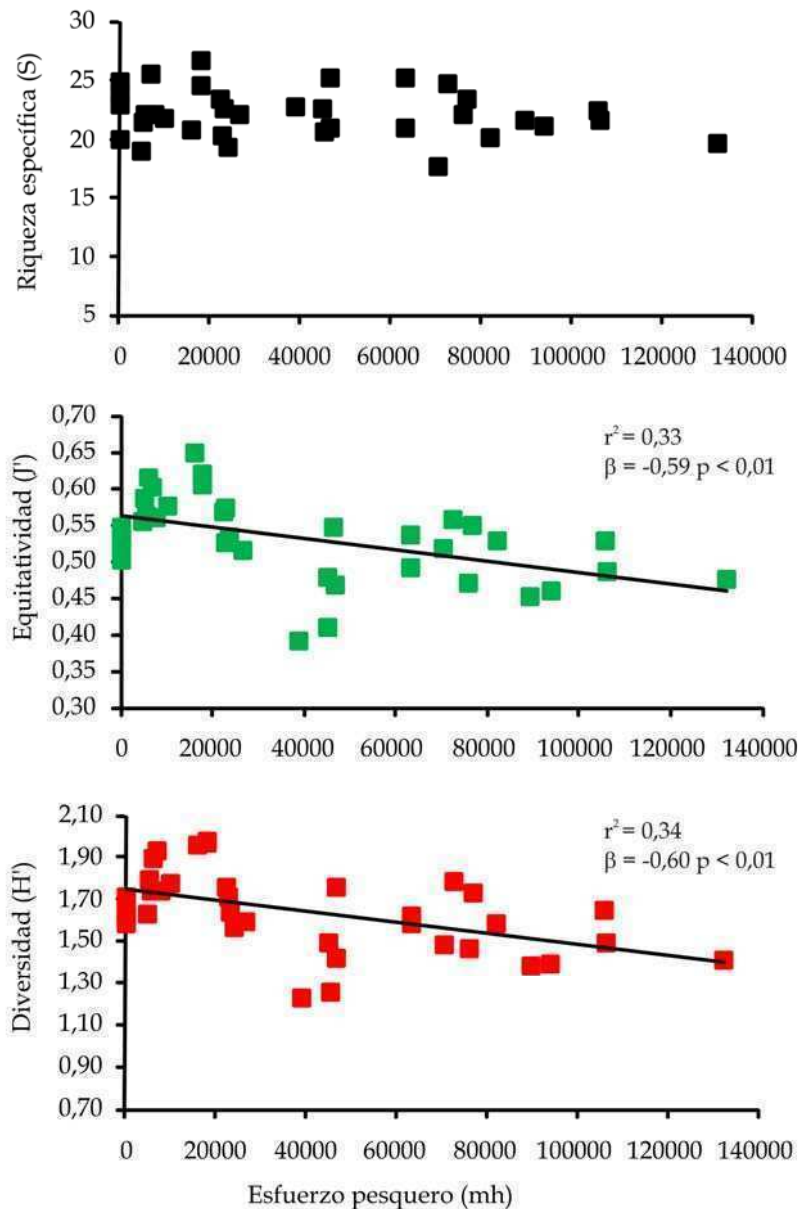 30
25
20
15
10
5
Riqueza específica (S)
0 20000 40000 60000 80000 100000 120000 140000
0,70
0,65
0,60
0,55
0,50
0,45
0,40
0,35
0,30
Equitatividad (J')
r² = 0,33
β = -0,59 p < 0,01
0 20000 40000 60000 80000 100000 120000 140000
2,10
1,90
1,70
1,50
1,30
1,10
0,90
0,70
Diversidad (H')
r² = 0,34
β = -0,60 p < 0,01
0 20000 40000 60000 80000 100000 120000 140000
Esfuerzo pesquero (mh)